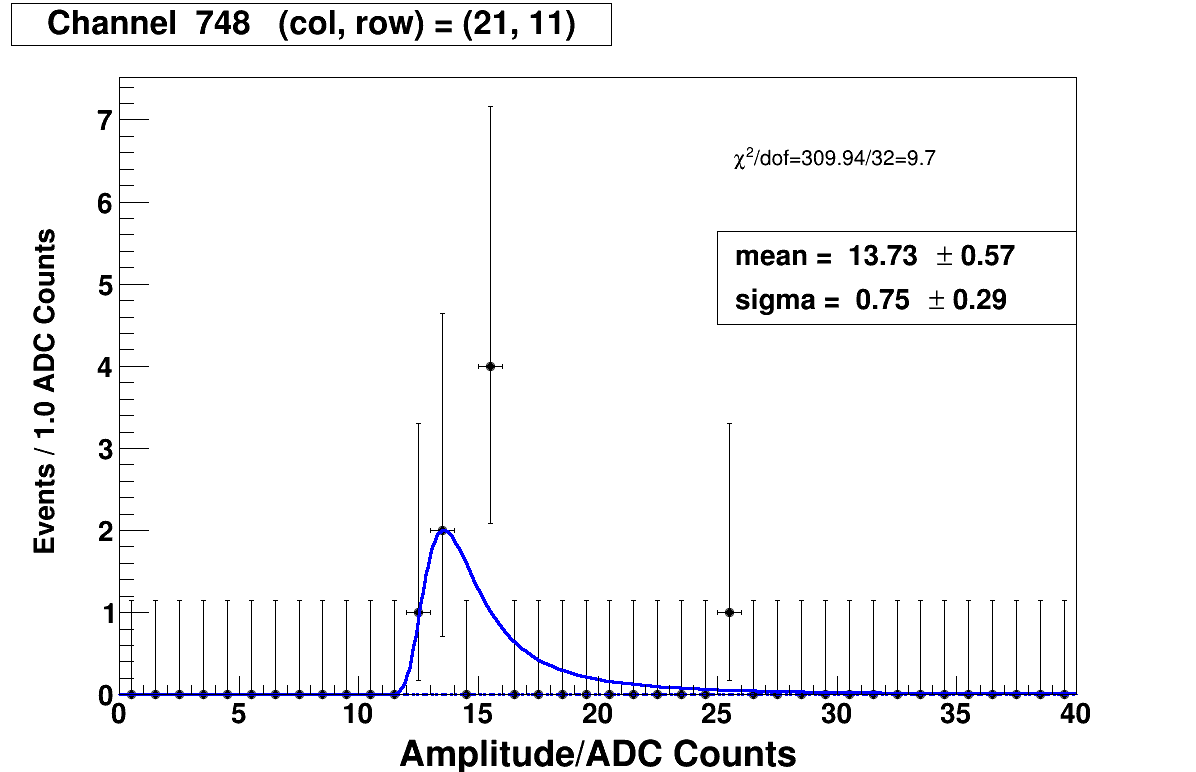 Channel 748 (col, row) = (21, 11)
χ²/dof=309.94/32=9.7
mean = 13.73 ± 0.57
sigma = 0.75 ± 0.29
Events / 1.0 ADC Counts
7
6
5
4
3
2
1
0
0 5 10 15 20 25 30 35 40
Amplitude/ADC Counts